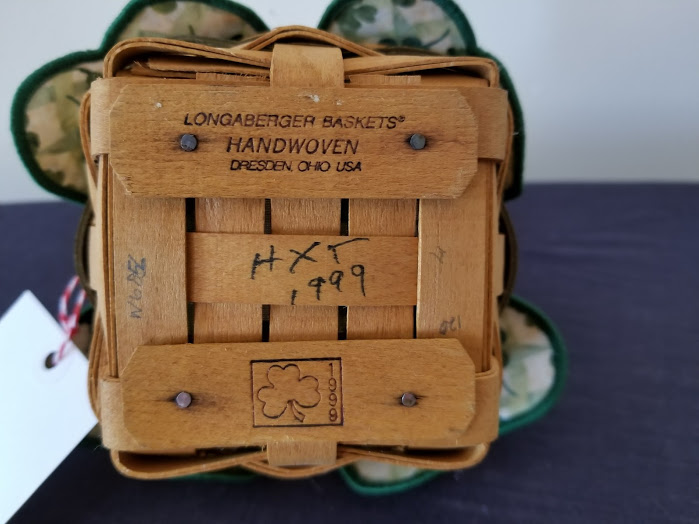 LONGABERGER BASKETS®
HANDWOVEN
DRESDEN, OHIO USA
HXT
1999
1999